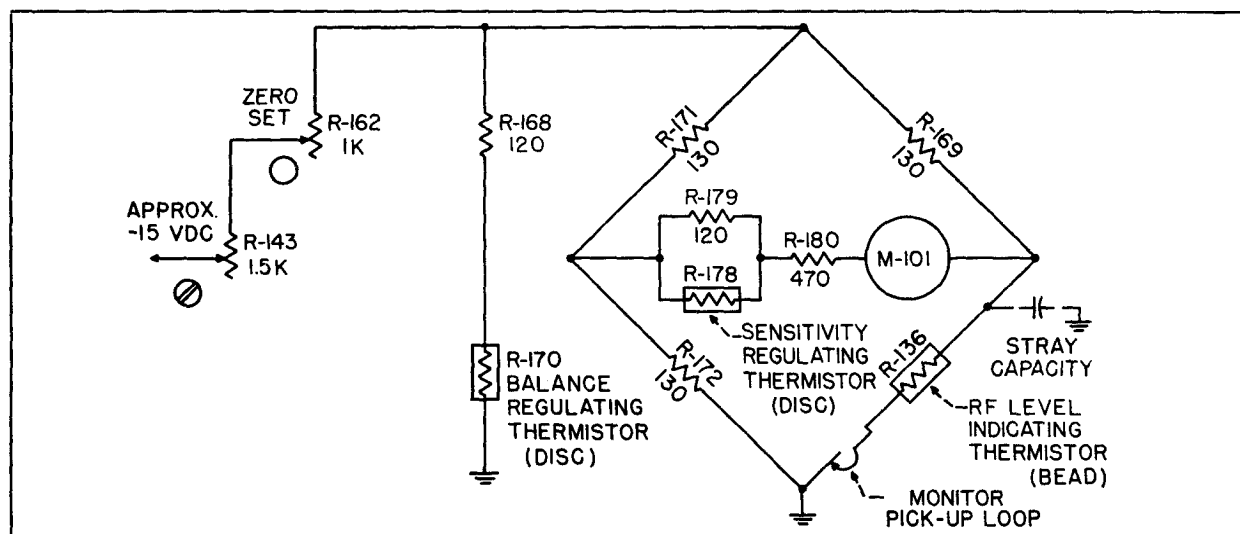 ZERO
SET
R-162
1K
APPROX.
-15 VDC
R-143
1.5K
R-168
120
R-170
BALANCE
REGULATING
THERMISTOR
(DISC)
R-171
130
R-169
130
R-179
120
R-178
R-180
470
M-101
SENSITIVITY
REGULATING
THERMISTOR
(DISC)
R-172
130
R-136
STRAY
CAPACITY
RF LEVEL
INDICATING
THERMISTOR
(BEAD)
MONITOR
PICK-UP LOOP